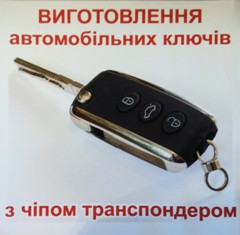 ВИГОТОВЛЕННЯ
автомобільних ключів
з чіпом транспондером